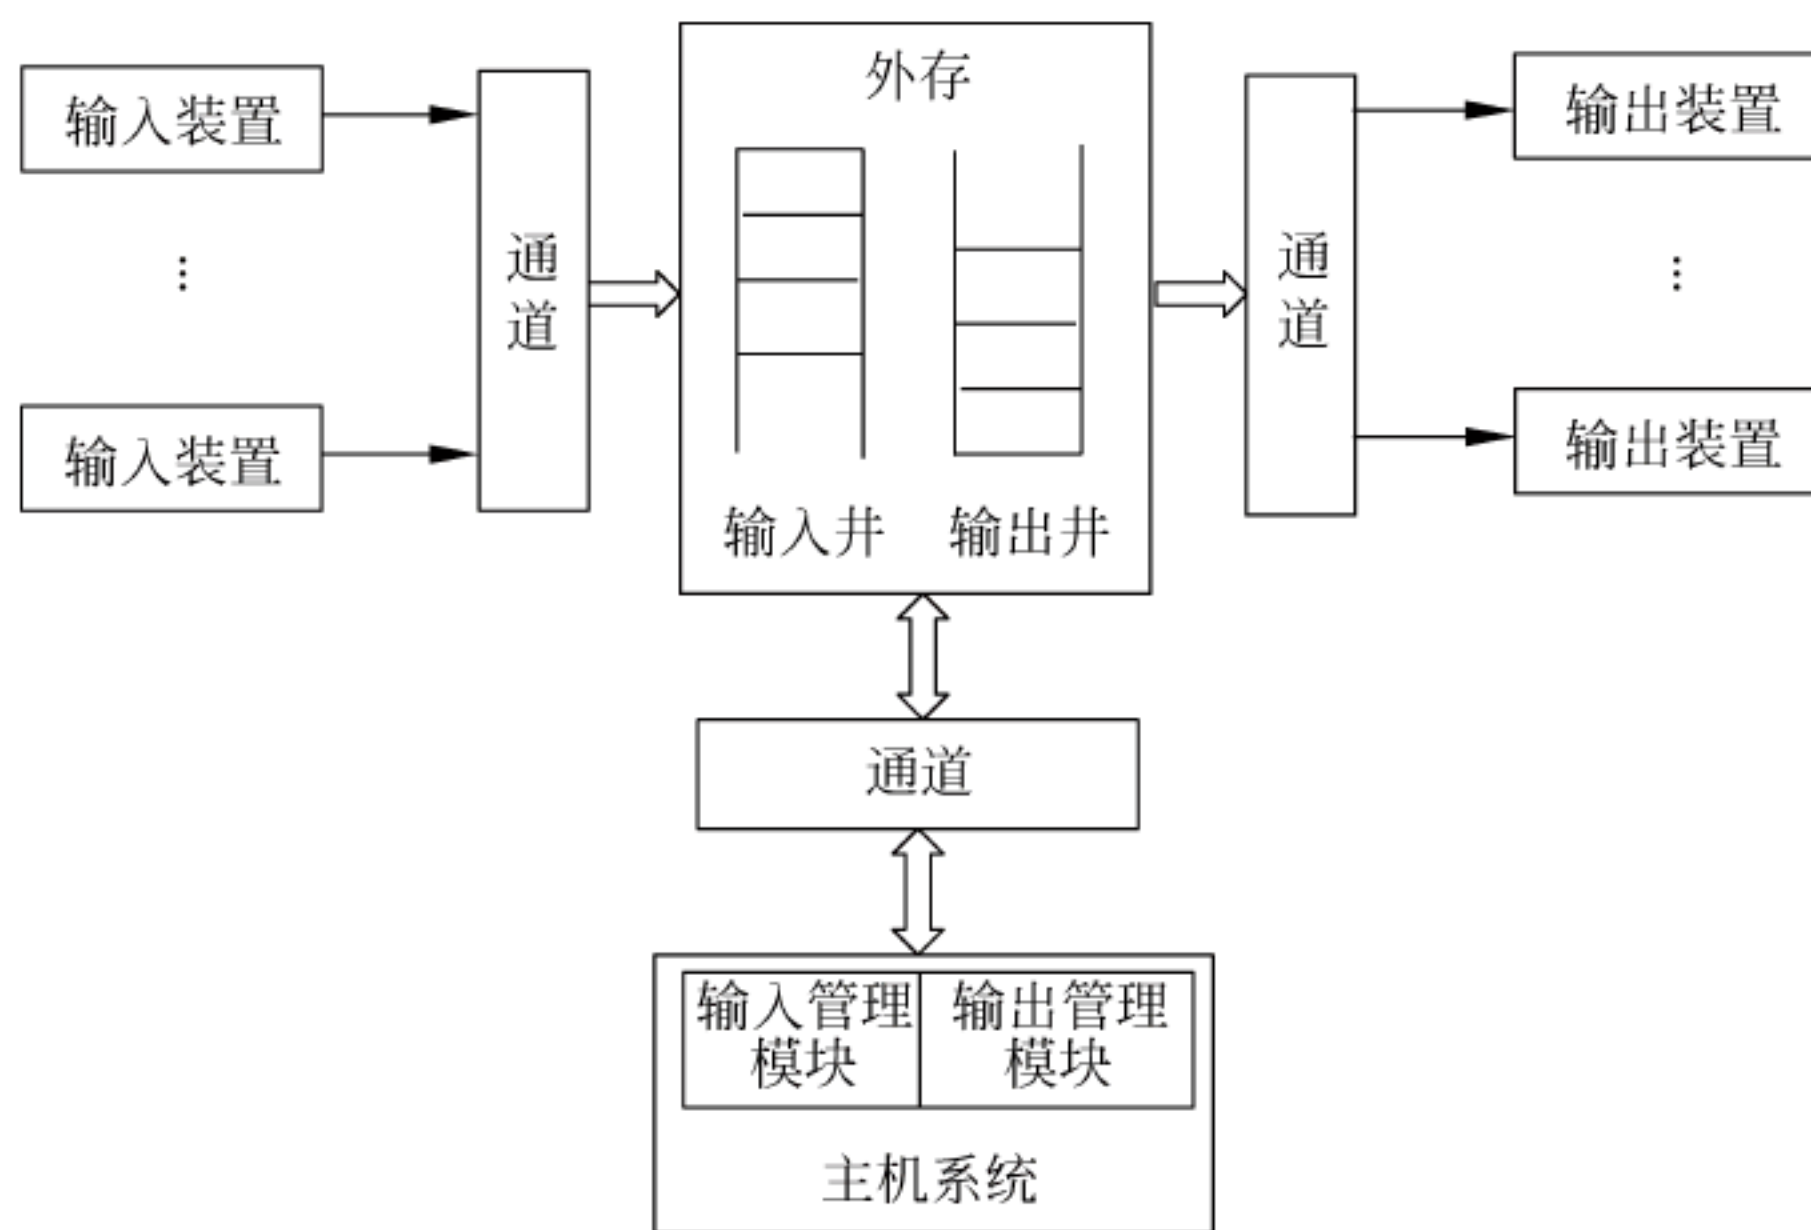 外存
输入装置
输出装置
通道
通道
…
…
输入装置
输出装置
输入井
输出井
通道
输入管理
模块
输出管理
模块
主机系统